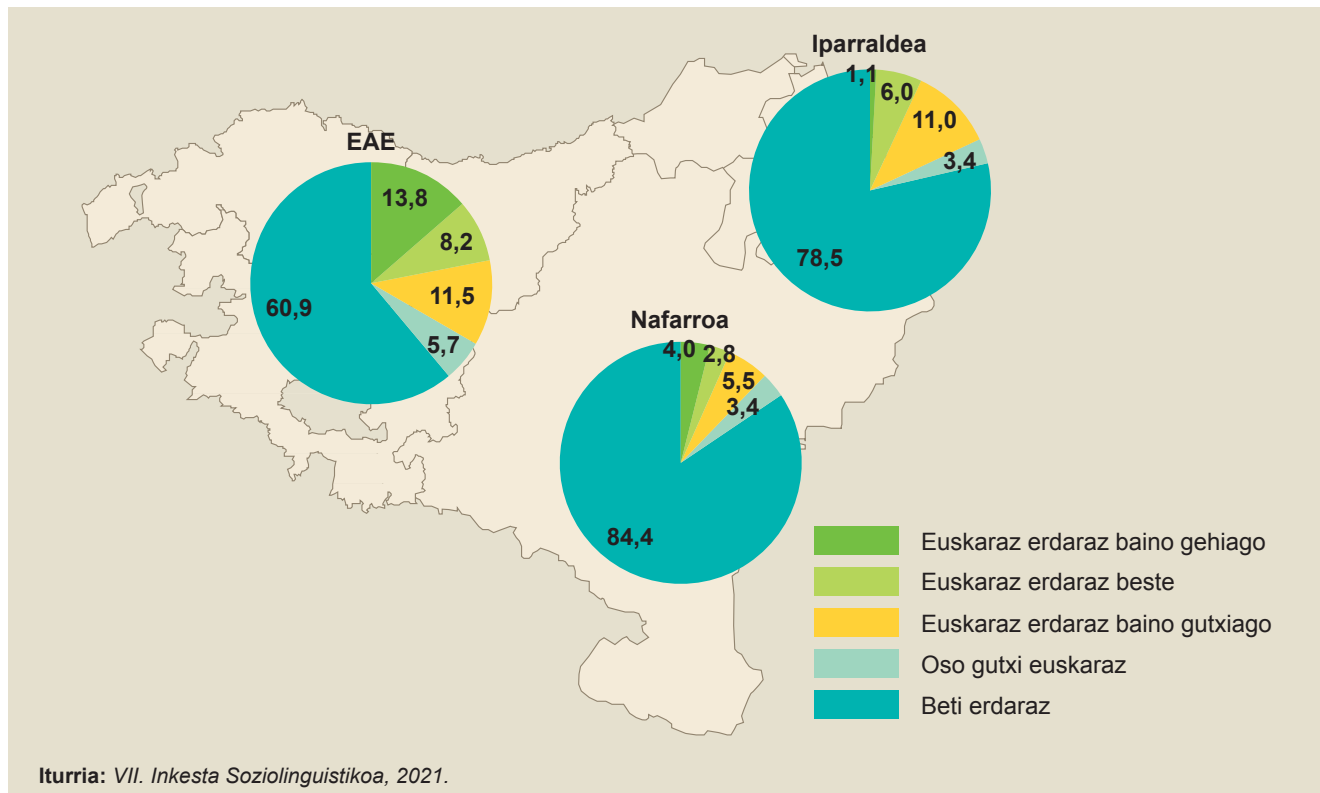 Iparraldea
1,1
6,0
11,0
3,4
78,5
EAE
13,8
8,2
11,5
5,7
60,9
Nafarroa
4,0
2,8
5,5
3,4
84,4
Euskaraz erdaraz baino gehiago
Euskaraz erdaraz beste
Euskaraz erdaraz baino gutxiago
Oso gutxi euskaraz
Beti erdaraz
Iturria: VII. Inkesta Soziolinguistikoa, 2021.